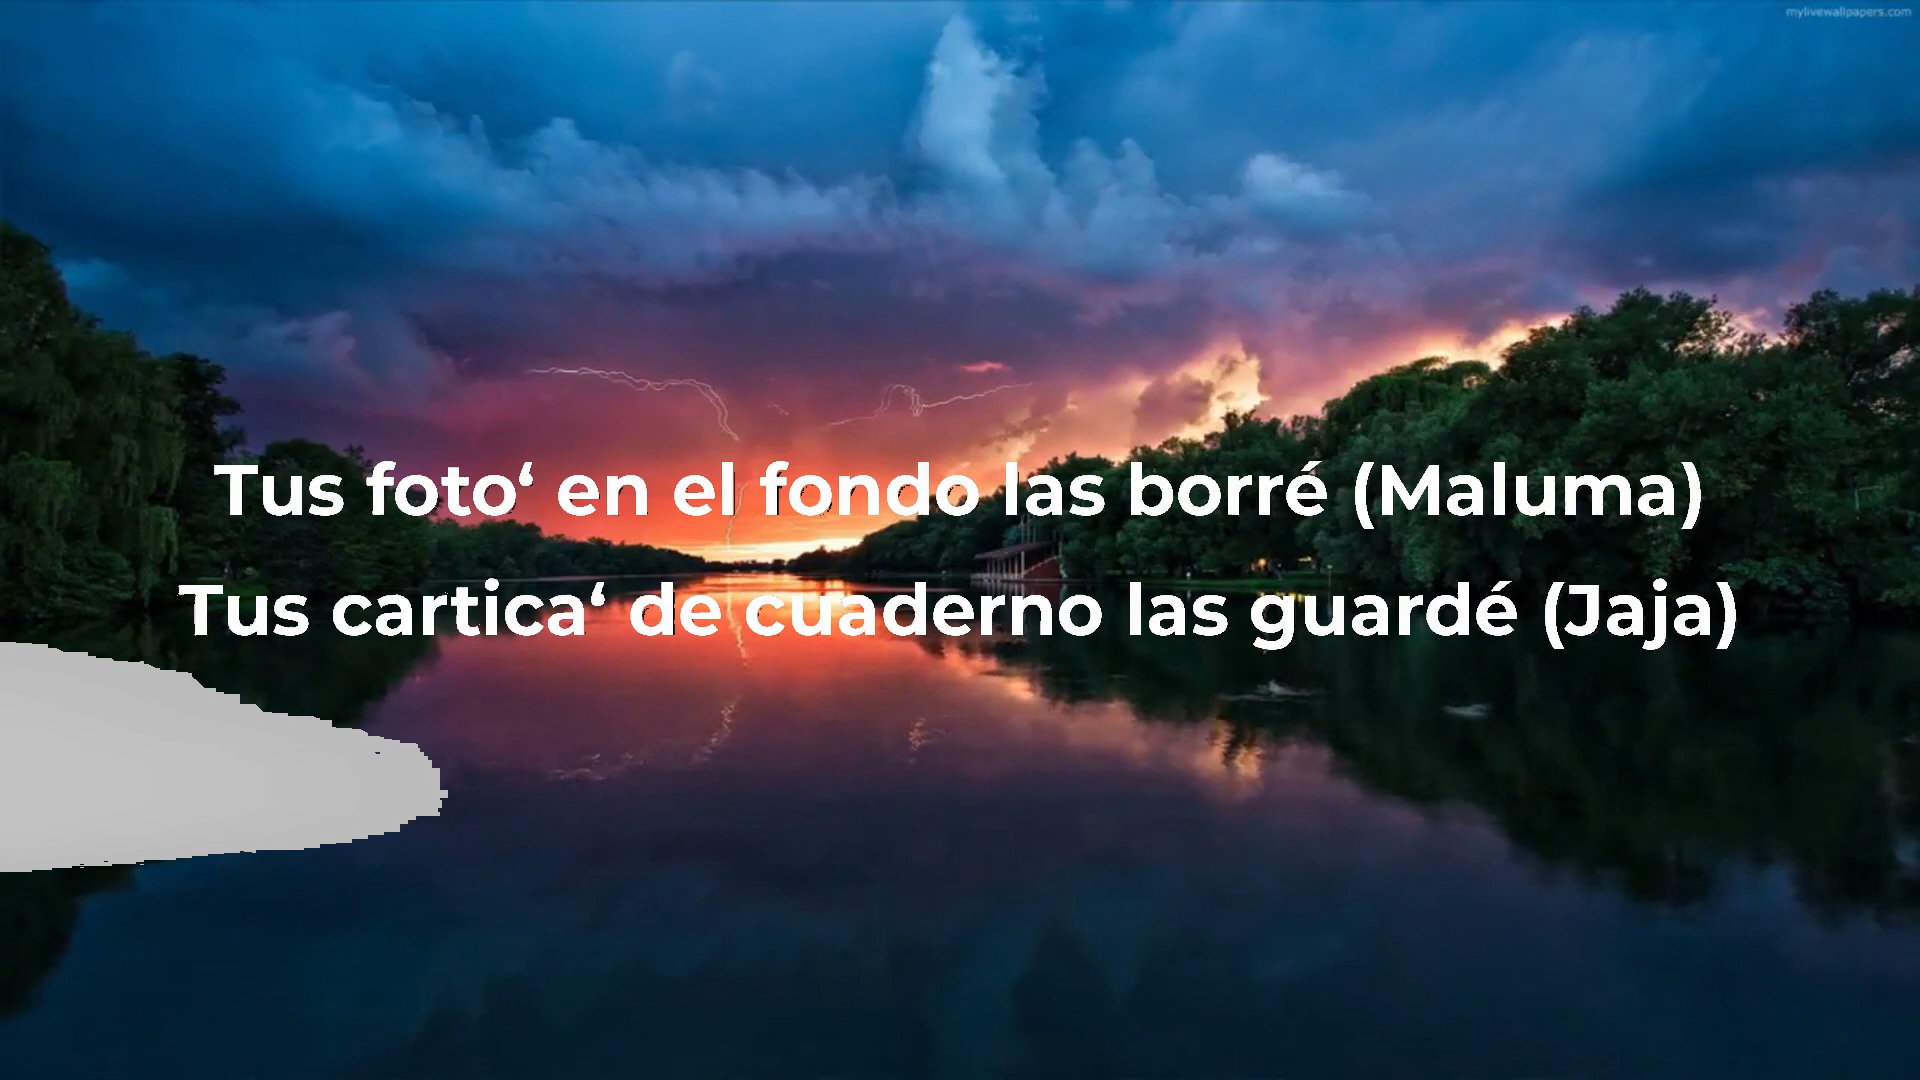 mylivewallpapers.com
Tus foto‘ en el fondo las borré (Maluma)
Tus cartica‘ de cuaderno las guardé (Jaja)